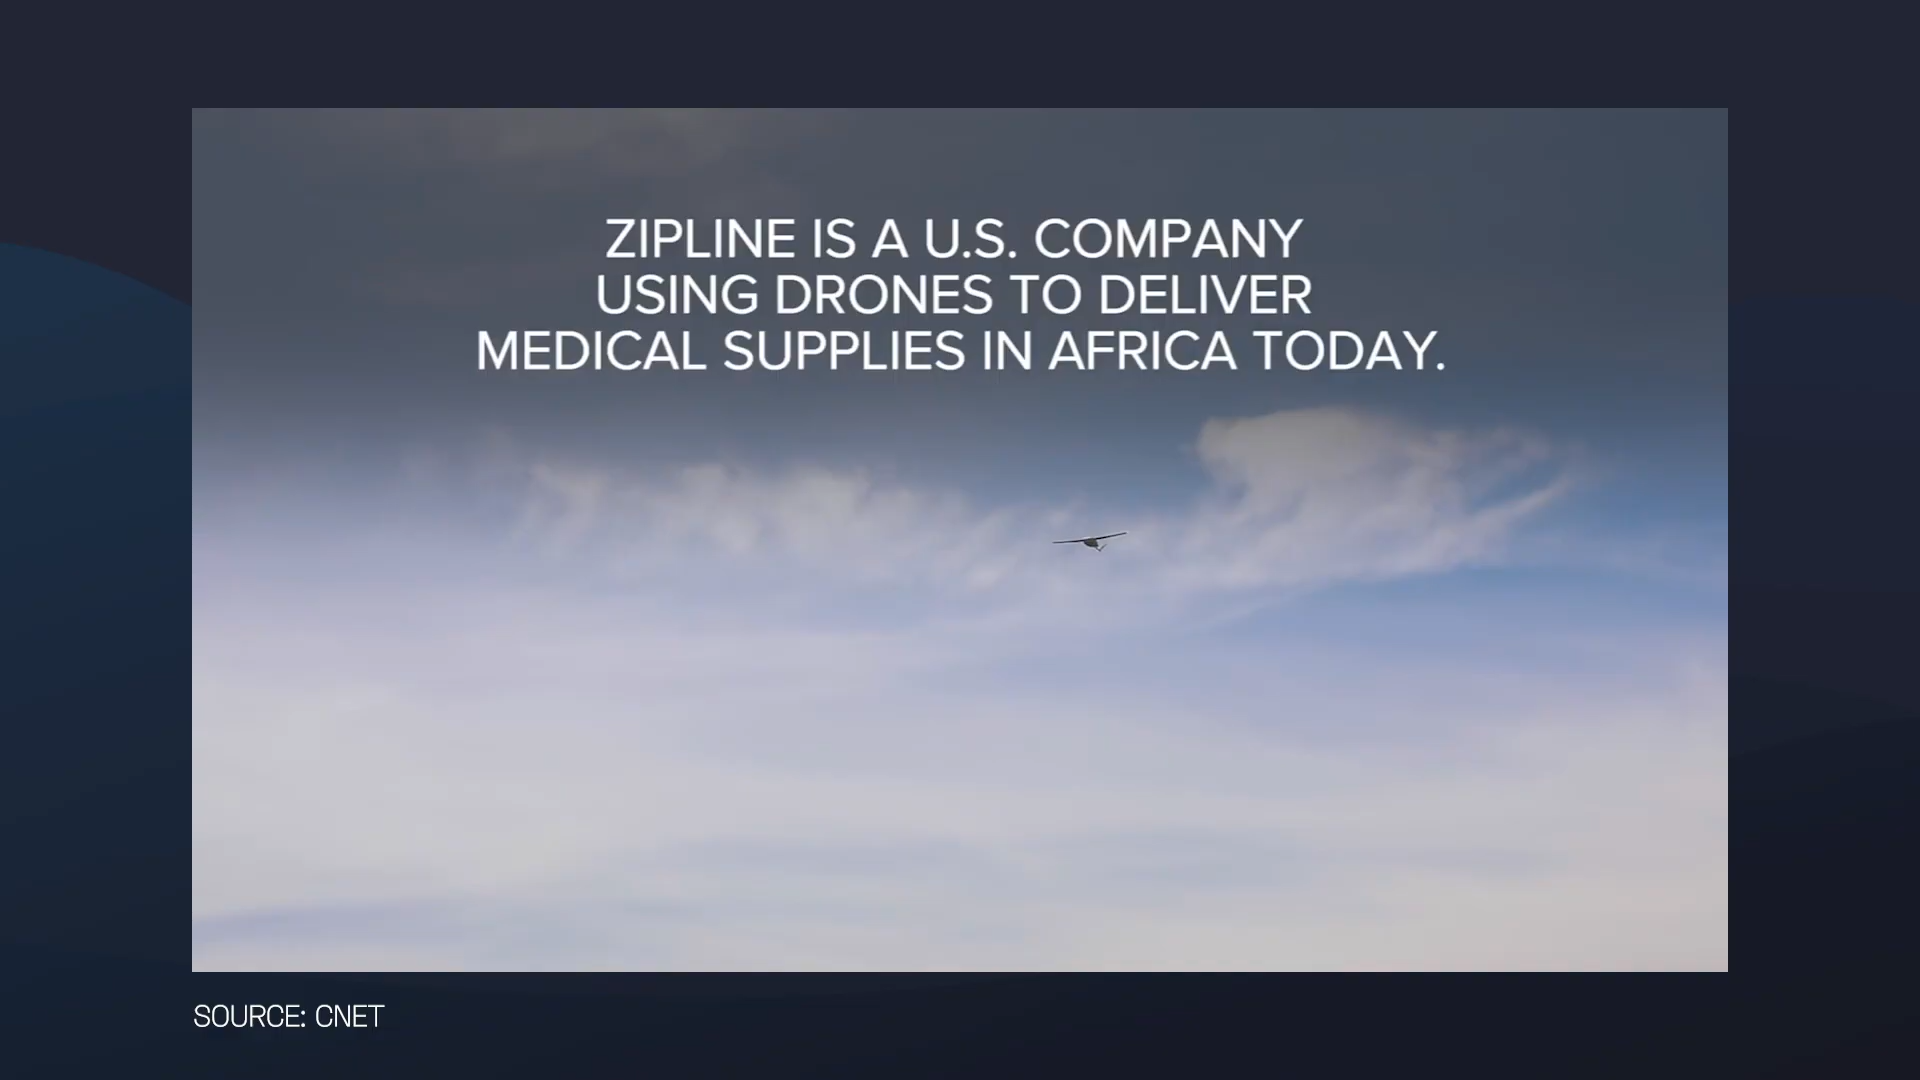 ZIPLINE IS A U.S. COMPANY
USING DRONES TO DELIVER
MEDICAL SUPPLIES IN AFRICA TODAY.
SOURCE: CNET